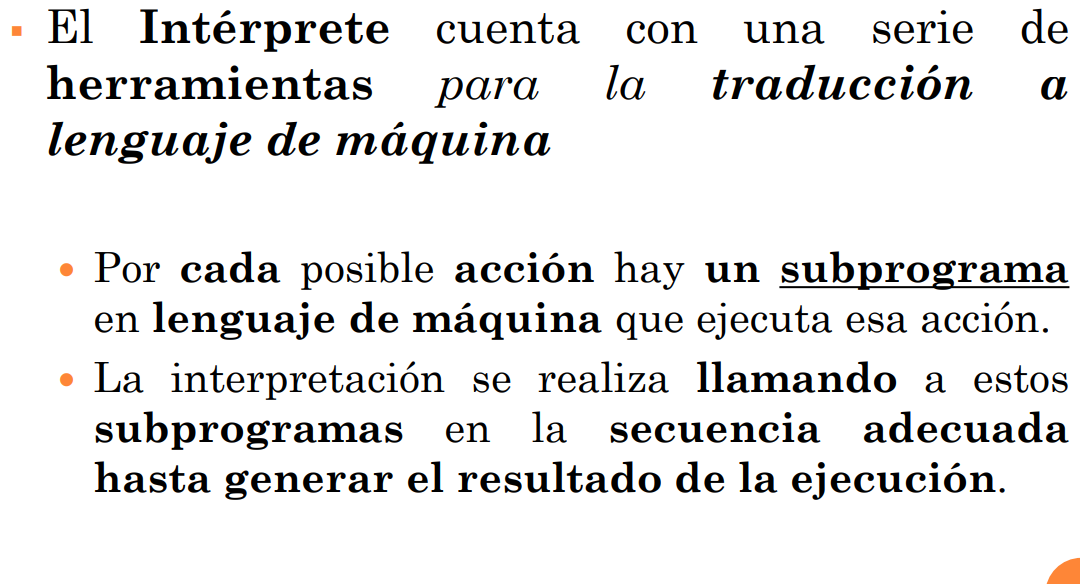 El Intérprete cuenta con una serie de
herramientas para la traducción a
lenguaje de máquina
Por cada posible acción hay un subprograma
en lenguaje de máquina que ejecuta esa acción.
La interpretación se realiza llamando a estos
subprogramas en la secuencia adecuada
hasta generar el resultado de la ejecución.